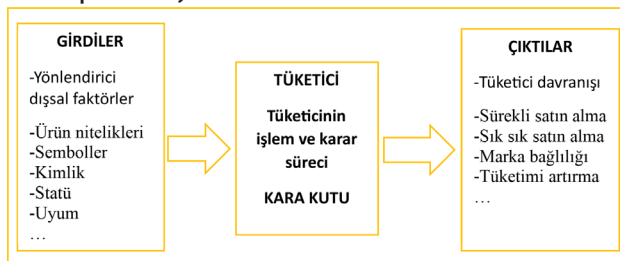 GİRDİLER
-Yönlendirici
dışsal faktörler
-Ürün nitelikleri
-Semboller
-Kimlik
-Statü
-Uyum
…
TÜKETİCİ
Tüketicinin
işlem ve karar
süreci
KARA KUTU
ÇIKTILAR
-Tüketici davranışı
-Sürekli satın alma
-Sık sık satın alma
-Marka bağlılığı
-Tüketimi artırma
…